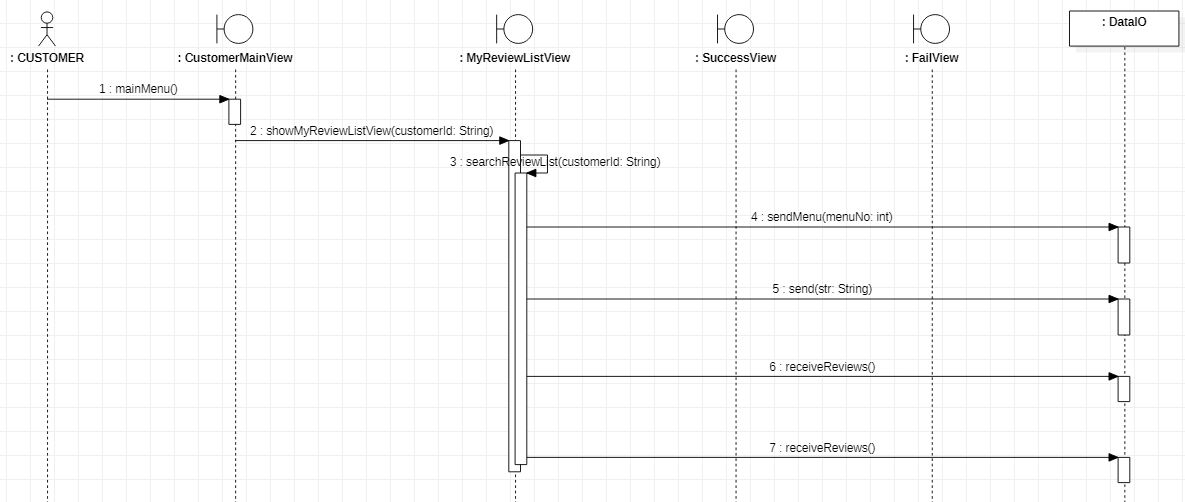 : CUSTOMER
: CustomerMainView
: MyReviewListView
: SuccessView
: FailView
: DataIO
1 : mainMenu()
2 : showMyReviewListView(customerId: String)
3 : searchReviewList(customerId: String)
4 : sendMenu(menuNo: int)
5 : send(str: String)
6 : receiveReviews()
7 : receiveReviews()